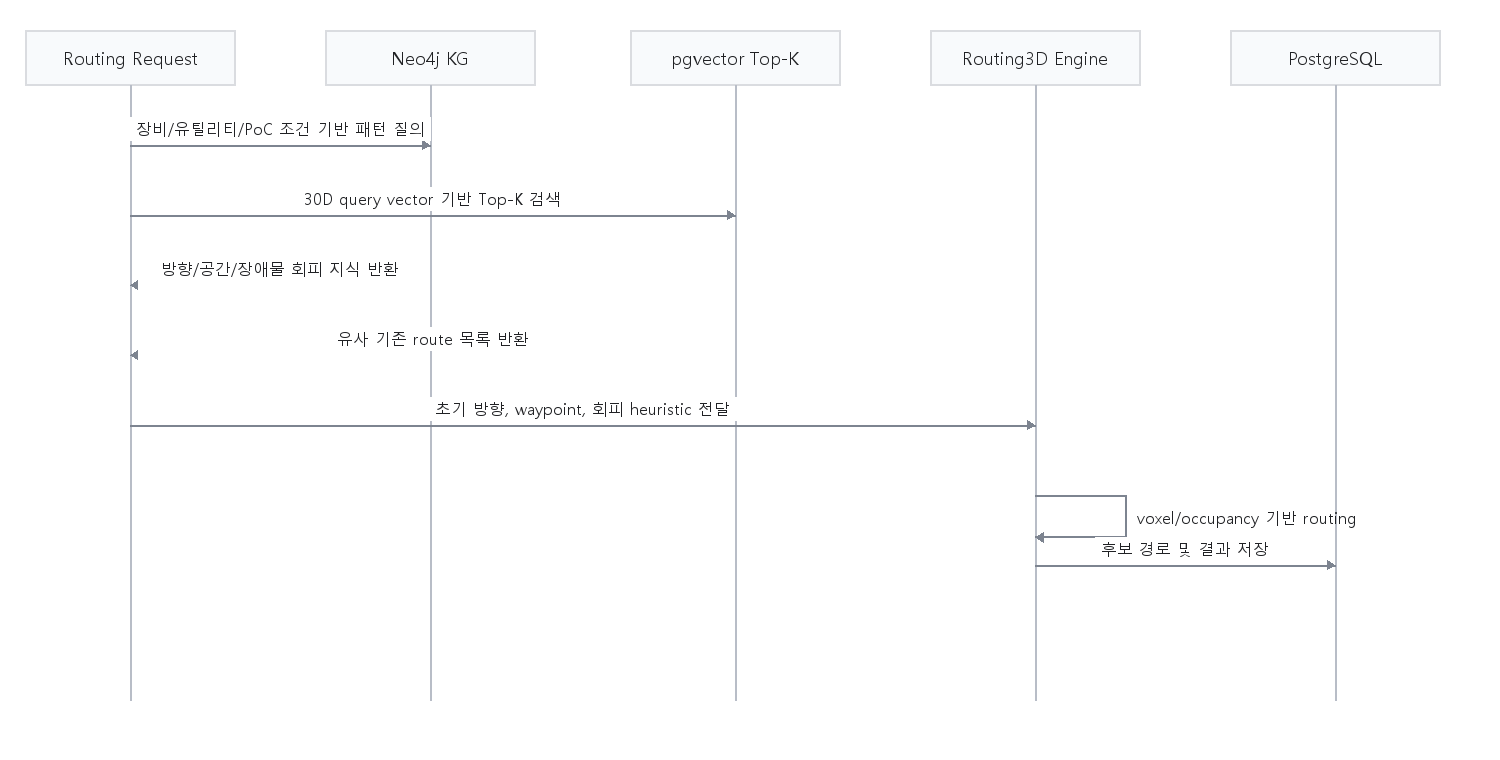 Routing Request
Neo4j KG
pgvector Top-K
Routing3D Engine
PostgreSQL
장비/유틸리티/PoC 조건 기반 패턴 질의
30D query vector 기반 Top-K 검색
방향/공간/장애물 회피 지식 반환
유사 기존 route 목록 반환
초기 방향, waypoint, 회피 heuristic 전달
voxel/occupancy 기반 routing
후보 경로 및 결과 저장